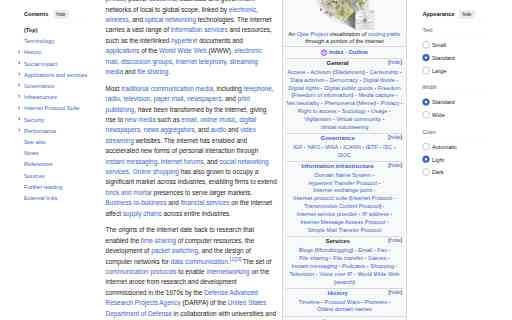 Contents hide
(Top)
Terminology
History
Social impact
Applications and services
Governance
Infrastructure
Internet Protocol Suite
Security
Performance
See also
Notes
References
Sources
Further reading
External links
networks of local to global scope, linked by electronic,
wireless, and optical networking technologies. The Internet
carries a vast range of information services and resources,
such as the interlinked hypertext documents and
applications of the World Wide Web (WWW), electronic
mail, discussion groups, internet telephony, streaming
media and file sharing.
Most traditional communication media, including telephone,
radio, television, paper mail, newspapers, and print
publishing, have been transformed by the Internet, giving
rise to new media such as email, online music, digital
newspapers, news aggregators, and audio and video
streaming websites. The Internet has enabled and
accelerated new forms of personal interaction through
instant messaging, Internet forums, and social networking
services. Online shopping has also grown to occupy a
significant market across industries, enabling firms to extend
brick and mortar presences to serve larger markets.
Business-to-business and financial services on the Internet
affect supply chains across entire industries.
The origins of the Internet date back to research that
enabled the time-sharing of computer resources, the
development of packet switching, and the design of
computer networks for data communication. The set of
communication protocols to enable internetworking on the
Internet arose from research and development
commissioned in the 1970s by the Defense Advanced
Research Projects Agency (DARPA) of the United States
Department of Defense in collaboration with universities and
An Opte Project visualization of routing paths
through a portion of the Internet
Index · Outline
General [hide]
Access · Activism · Censorship ·
Data activism · Democracy · Digital divide ·
Digital rights · Digital public goods · Freedom
(Freedom of information) · Media capture ·
Net neutrality · Phenomena (Meme) · Privacy ·
Right to access · Sociology · Usage ·
Vigilantism · Virtual community ·
Virtual volunteering
Governance [hide]
IGF · NRO · IANA · ICANN · IETF · IEC ·
ISOC
Information infrastructure [hide]
Domain Name System ·
Hypertext Transfer Protocol ·
Internet exchange point ·
Internet protocol suite (Internet Protocol ·
Transmission Control Protocol) ·
Internet service provider · IP address ·
Internet Message Access Protocol ·
Simple Mail Transfer Protocol
Services [hide]
Blogs (Microblogging) · Email · Fax ·
File sharing · File transfer · Games ·
Instant messaging · Podcasts · Shopping ·
Television · Voice over IP · World Wide Web
(search)
History [hide]
Timeline · Protocol Wars · Pioneers ·
Oldest domain names
Appearance hide
Text
Small
Standard
Large
Width
Standard
Wide
Color
Automatic
Light
Dark